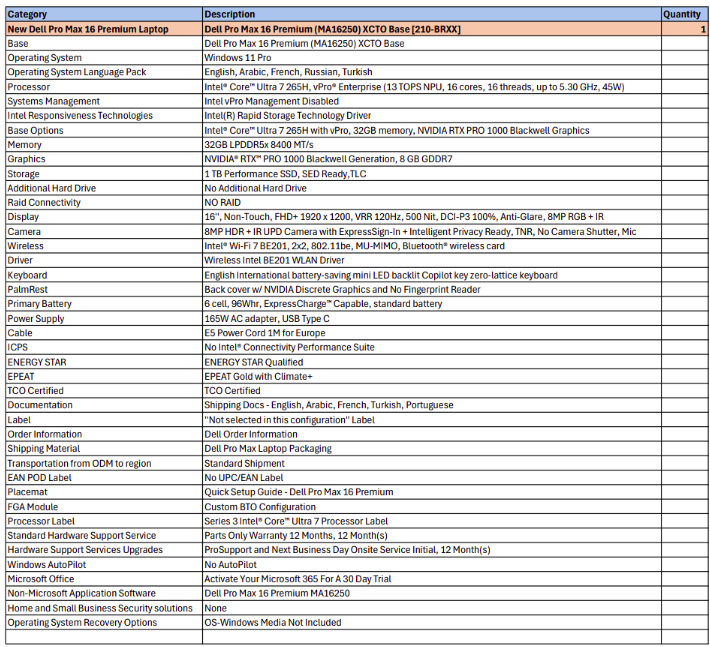 Category Description Quantity
New Dell Pro Max 16 Premium Laptop Dell Pro Max 16 Premium (MA16250) XCTO Base [210-BRXX] 1
Base Dell Pro Max 16 Premium (MA16250) XCTO Base
Operating System Windows 11 Pro
Operating System Language Pack English, Arabic, French, Russian, Turkish
Processor Intel® Core™ Ultra 7 265H, vPro® Enterprise (13 TOPS NPU, 16 cores, 16 threads, up to 5.30 GHz, 45W)
Systems Management Intel vPro Management Disabled
Intel Responsiveness Technologies Intel(R) Rapid Storage Technology Driver
Base Options Intel® Core™ Ultra 7 265H with vPro, 32GB memory, NVIDIA RTX PRO 1000 Blackwell Graphics
Memory 32GB LPDDR5x 8400 MT/s
Graphics NVIDIA® RTX™ PRO 1000 Blackwell Generation, 8 GB GDDR7
Storage 1 TB Performance SSD, SED Ready,TLC
Additional Hard Drive No Additional Hard Drive
Raid Connectivity NO RAID
Display 16", Non-Touch, FHD+ 1920 x 1200, VRR 120Hz, 500 Nit, DCI-P3 100%, Anti-Glare, 8MP RGB + IR
Camera 8MP HDR + IR UPD Camera with ExpressSign-In + Intelligent Privacy Ready, TNR, No Camera Shutter, Mic
Wireless Intel® Wi-Fi 7 BE201, 2x2, 802.11be, MU-MIMO, Bluetooth® wireless card
Driver Wireless Intel BE201 WLAN Driver
Keyboard English International battery-saving mini LED backlit Copilot key zero-lattice keyboard
PalmRest Back cover w/ NVIDIA Discrete Graphics and No Fingerprint Reader
Primary Battery 6 cell, 96Whr, ExpressCharge™ Capable, standard battery
Power Supply 165W AC adapter, USB Type C
Cable E5 Power Cord 1M for Europe
ICPS No Intel® Connectivity Performance Suite
ENERGY STAR ENERGY STAR Qualified
EPEAT EPEAT Gold with Climate+
TCO Certified TCO Certified
Documentation Shipping Docs - English, Arabic, French, Turkish, Portuguese
Label "Not selected in this configuration" Label
Order Information Dell Order Information
Shipping Material Dell Pro Max Laptop Packaging
Transportation from ODM to region Standard Shipment
EAN POD Label No UPC/EAN Label
Placemat Quick Setup Guide - Dell Pro Max 16 Premium
FGA Module Custom BTO Configuration
Processor Label Series 3 Intel® Core™ Ultra 7 Processor Label
Standard Hardware Support Service Parts Only Warranty 12 Months, 12 Month(s)
Hardware Support Services Upgrades ProSupport and Next Business Day Onsite Service Initial, 12 Month(s)
Windows AutoPilot No AutoPilot
Microsoft Office Activate Your Microsoft 365 For A 30 Day Trial
Non-Microsoft Application Software Dell Pro Max 16 Premium MA16250
Home and Small Business Security solutions None
Operating System Recovery Options OS-Windows Media Not Included